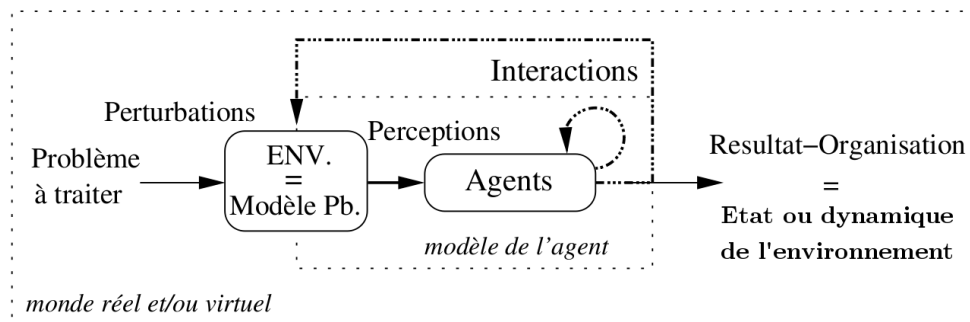 Interactions
Perturbations
Perceptions
Problème
à traiter
ENV.
=
Modèle Pb.
Agents
Resultat−Organisation
=
Etat ou dynamique
de l'environnement
modèle de l'agent
monde réel et/ou virtuel